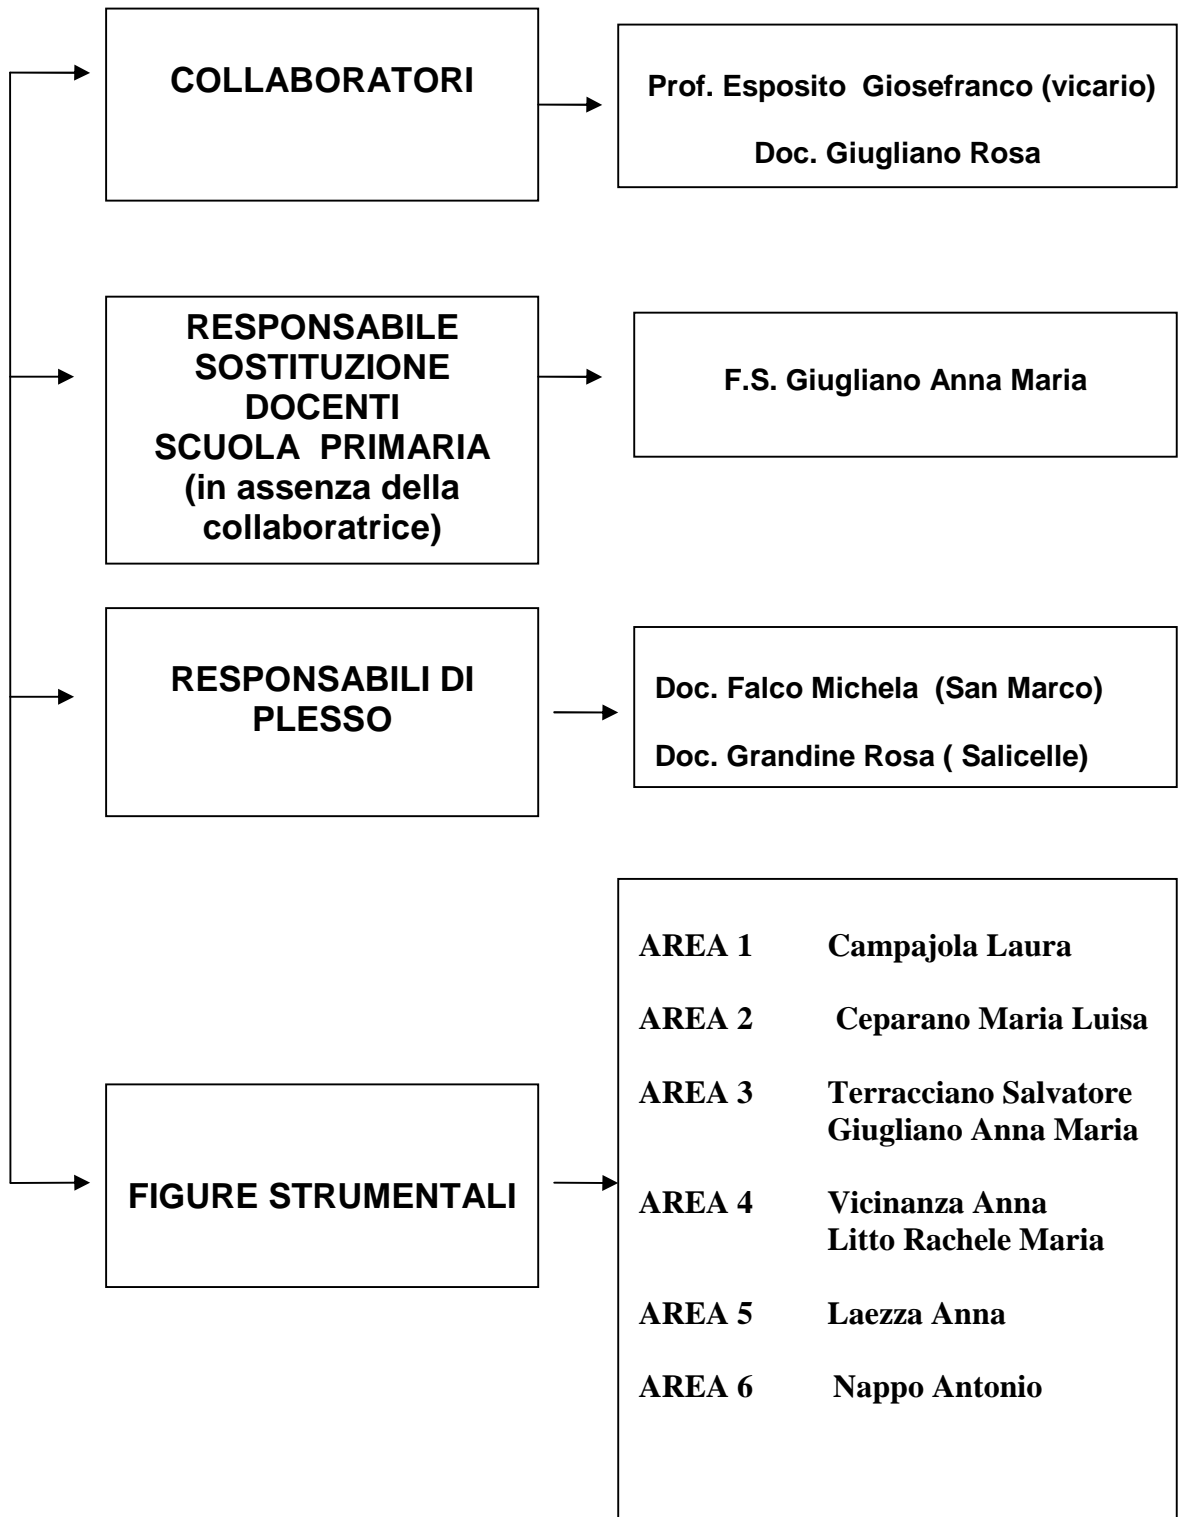 COLLABORATORI
Prof. Esposito Giosefranco (vicario)
Doc. Giugliano Rosa
RESPONSABILE
SOSTITUZIONE
DOCENTI
SCUOLA PRIMARIA
(in assenza della
collaboratrice)
F.S. Giugliano Anna Maria
RESPONSABILI DI
PLESSO
Doc. Falco Michela (San Marco)
Doc. Grandine Rosa ( Salicelle)
FIGURE STRUMENTALI
AREA 1 Campajola Laura
AREA 2 Ceparano Maria Luisa
AREA 3 Terracciano Salvatore
Giugliano Anna Maria
AREA 4 Vicinanza Anna
Litto Rachele Maria
AREA 5 Laezza Anna
AREA 6 Nappo Antonio